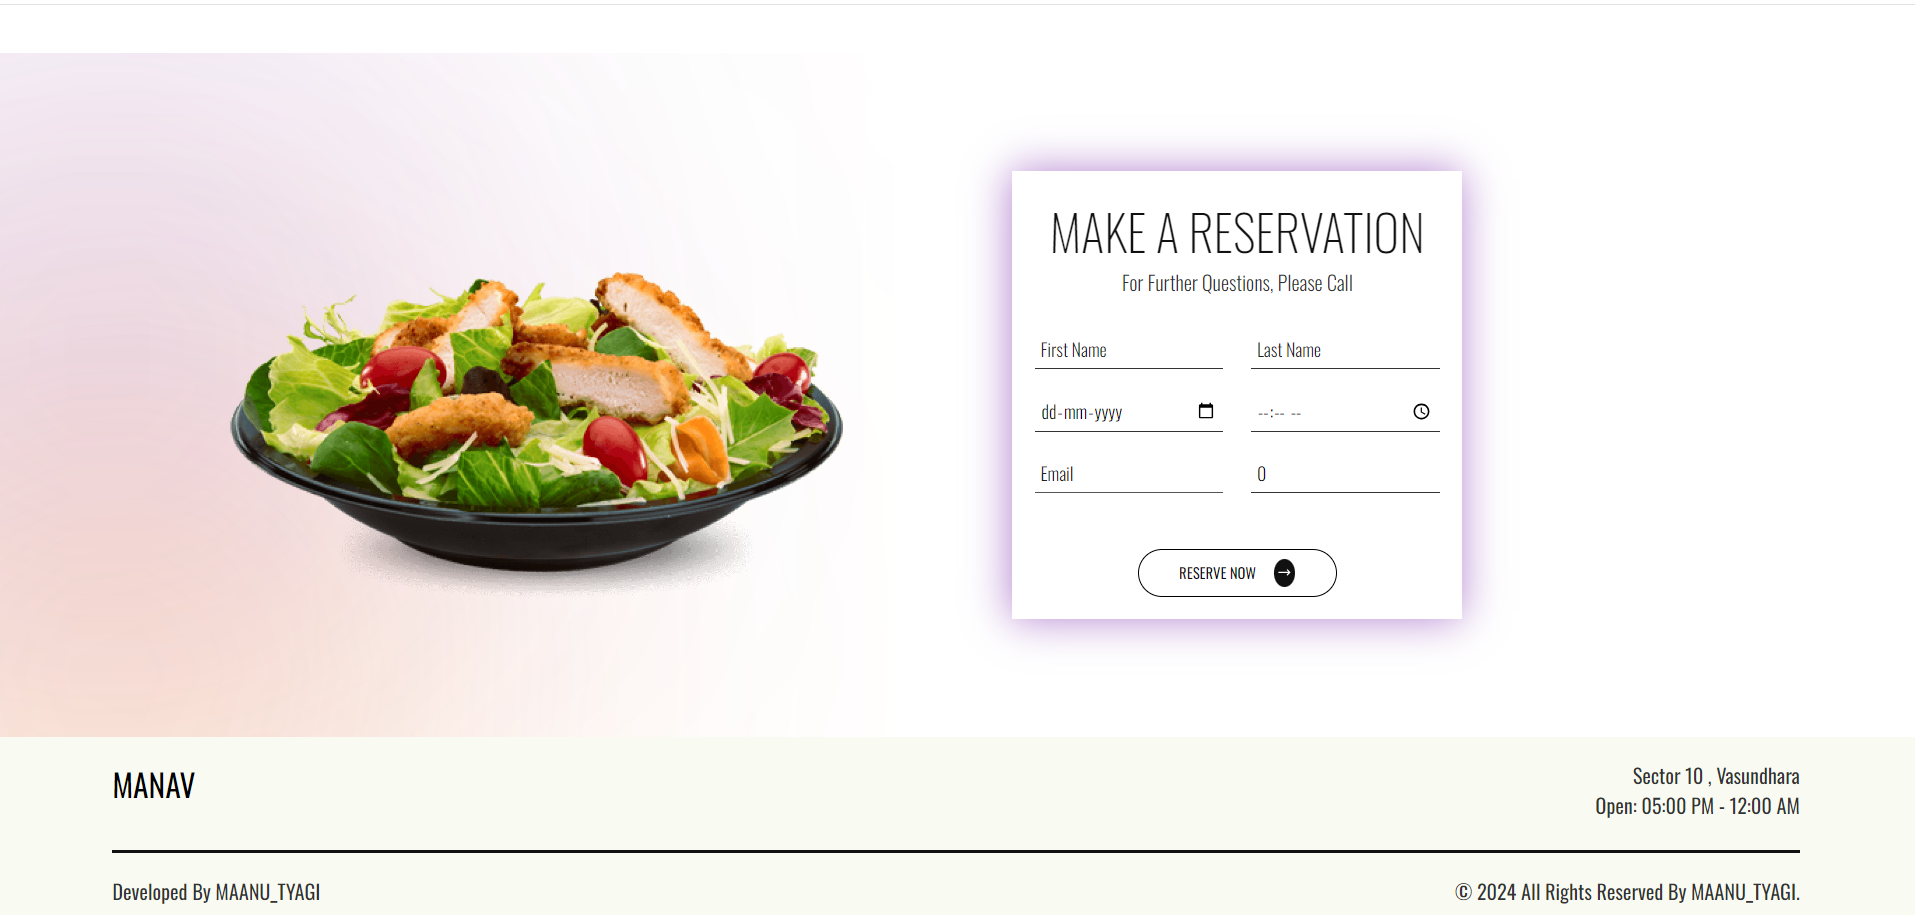 MAKE A RESERVATION
For Further Questions, Please Call
First Name
Last Name
dd-mm-yyyy
--:-- --
Email
0
RESERVE NOW →
MANAV
Sector 10 , Vasundhara
Open: 05:00 PM - 12:00 AM
Developed By MAANU_TYAGI
© 2024 All Rights Reserved By MAANU_TYAGI.